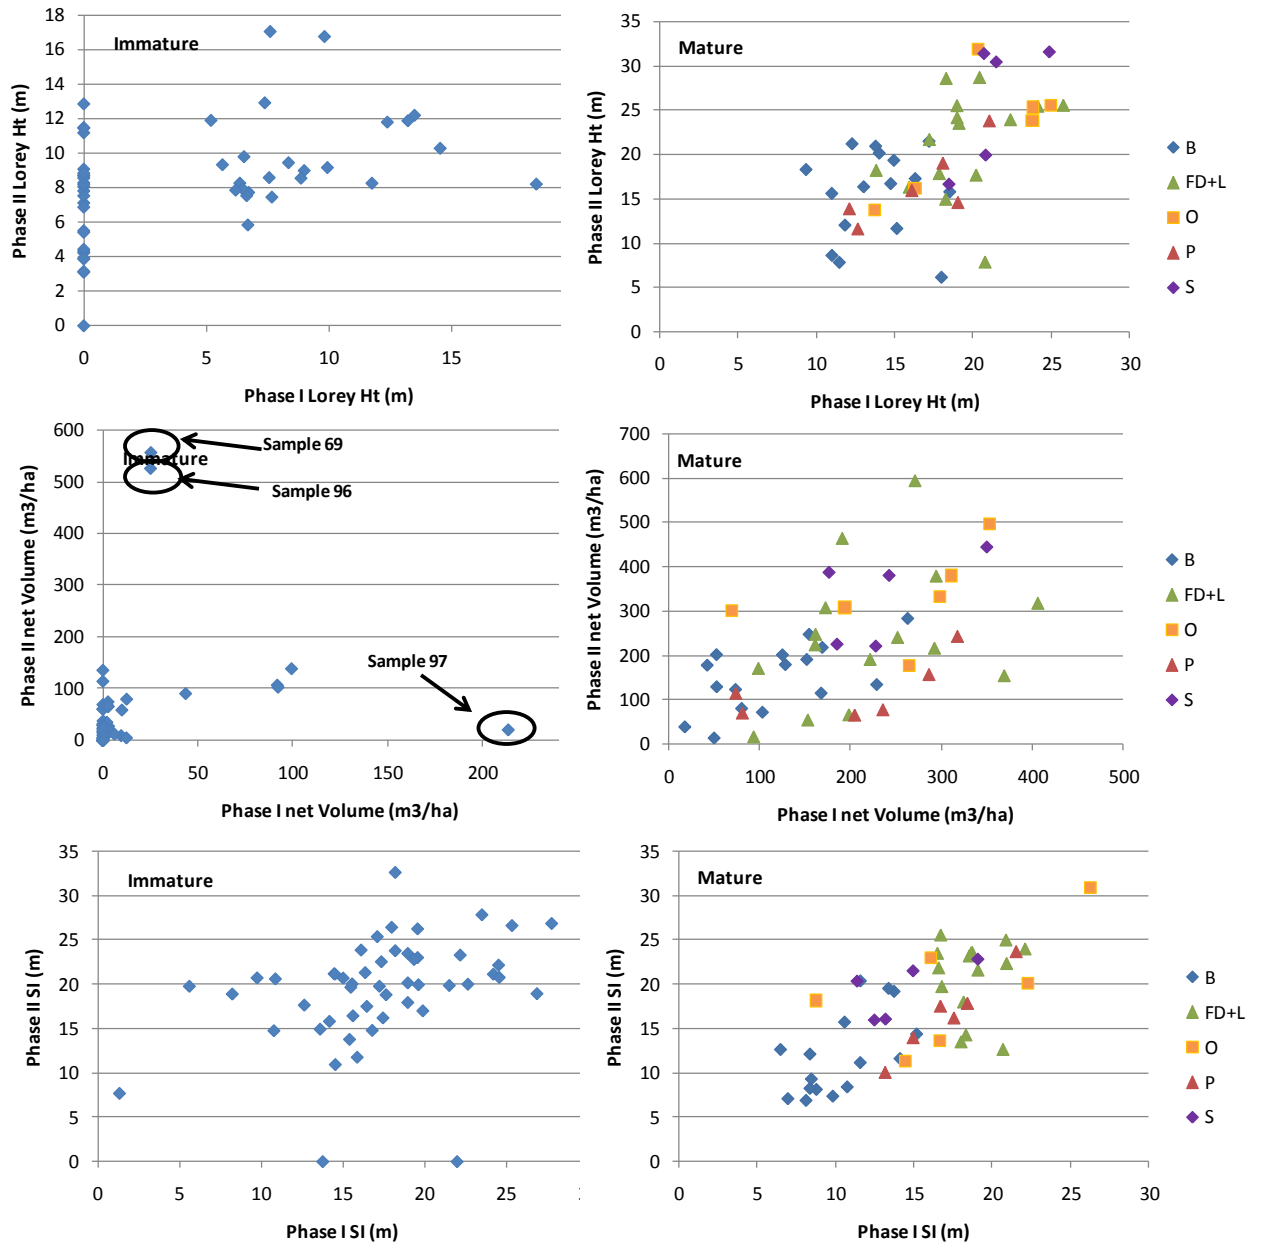 Immature
Phase II Lorey Ht (m)
18
16
14
12
10
8
6
4
2
0
0 5 10 15
Phase I Lorey Ht (m)
Mature
Phase II Lorey Ht (m)
35
30
25
20
15
10
5
0
0 5 10 15 20 25 30
Phase I Lorey Ht (m)
B
FD+L
O
P
S
Immature
Sample 69
Sample 96
Sample 97
Phase II net Volume (m3/ha)
600
500
400
300
200
100
0
0 50 100 150 200
Phase I net Volume (m3/ha)
Mature
Phase II net Volume (m3/ha)
700
600
500
400
300
200
100
0
0 100 200 300 400 500
Phase I net Volume (m3/ha)
B
FD+L
O
P
S
Immature
Phase II SI (m)
35
30
25
20
15
10
5
0
0 5 10 15 20 25
Phase I SI (m)
Mature
Phase II SI (m)
35
30
25
20
15
10
5
0
0 5 10 15 20 25 30
Phase I SI (m)
B
FD+L
O
P
S